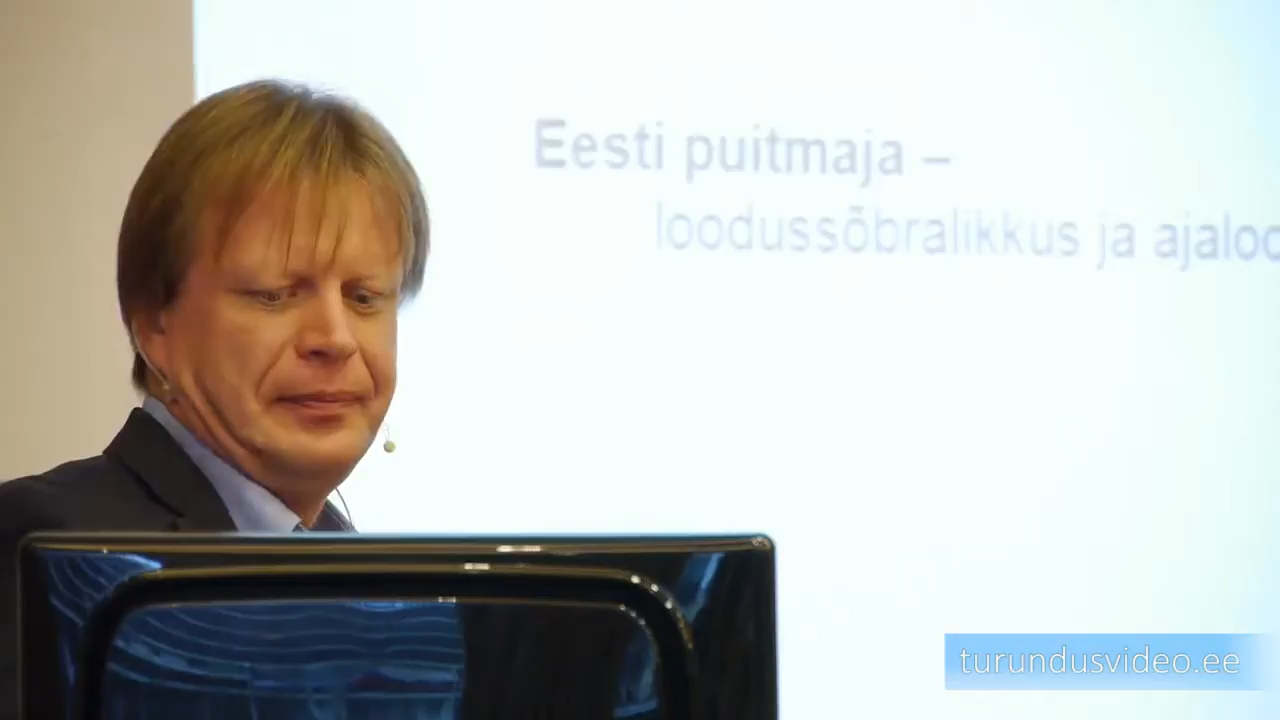 Eesti puitmaja –
loodussõbralikkus ja
turundusvideo.ee